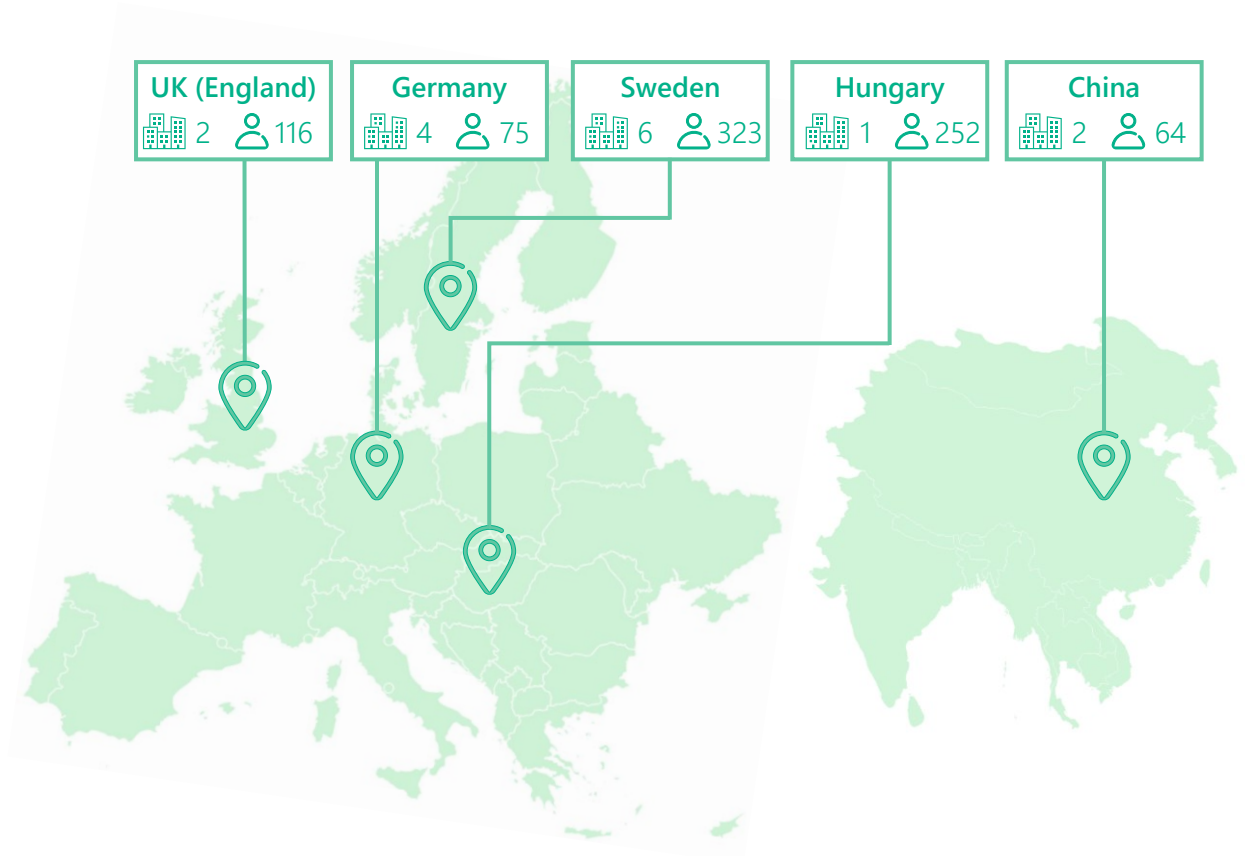 UK (England)
2 116
Germany
4 75
Sweden
6 323
Hungary
1 252
China
2 64